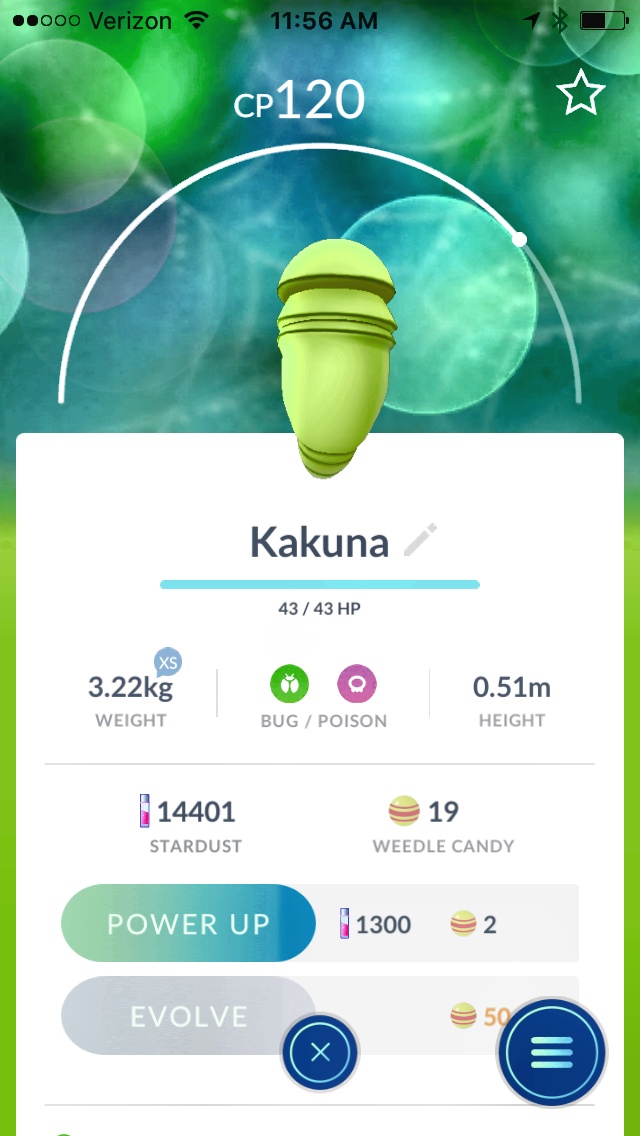 Verizon 11:56 AM
CP120
Kakuna
43 / 43 HP
XS
3.22kg 0.51m
WEIGHT BUG / POISON HEIGHT
14401 19
STARDUST WEEDLE CANDY
POWER UP 1300 2
EVOLVE 50